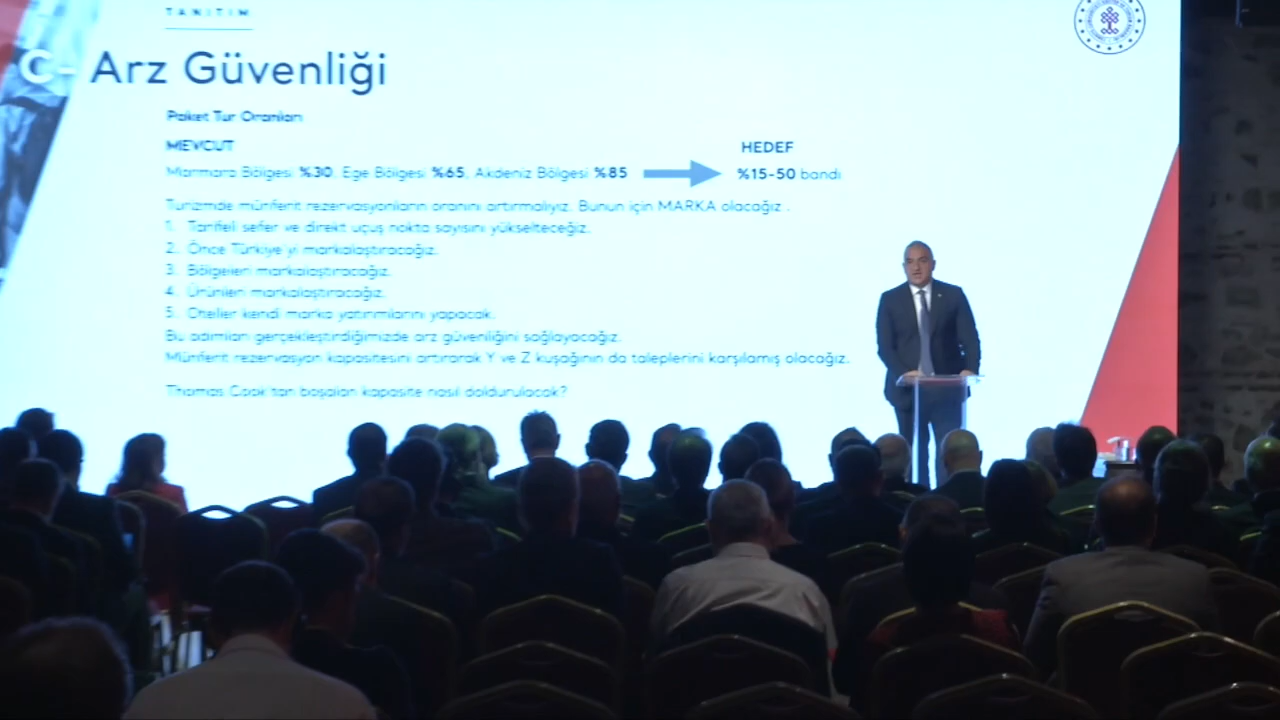 TANITIM
C- Arz Güvenliği
Paket Tur Oranları
MEVCUT
HEDEF
Marmara Bölgesi %30, Ege Bölgesi %65, Akdeniz Bölgesi %85
%15-50 bandı
Turizmde münferit rezervasyonların oranını artırmalıyız. Bunun için MARKA olacağız .
1. Tarifeli sefer ve direkt uçuş nokta sayısını yükselteceğiz.
2. Önce Türkiye'yi markalaştıracağız.
3. Bölgeleri markalaştıracağız.
4. Ürünleri markalaştıracağız.
5. Oteller kendi marka yatırımlarını yapacak.
Bu adımları gerçekleştirdiğimizde arz güvenliğini sağlayacağız.
Münferit rezervasyon kapasitesini artırarak Y ve Z kuşağının da taleplerini karşılamış olacağız.
Thomas Cook'tan boşalan kapasite nasıl doldurulacak?